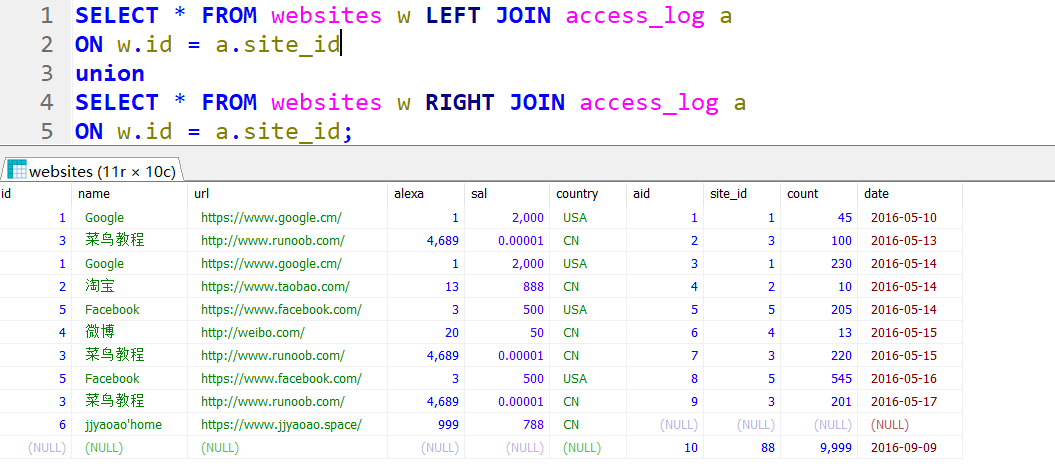 1 SELECT * FROM websites w LEFT JOIN access_log a
2 ON w.id = a.site_id
3 union
4 SELECT * FROM websites w RIGHT JOIN access_log a
5 ON w.id = a.site_id;
websites (11r × 10c)
id name url alexa sal country aid site_id count date
1 Google https://www.google.cm/ 1 2,000 USA 1 1 45 2016-05-10
3 菜鸟教程 http://www.runoob.com/ 4,689 0.00001 CN 2 3 100 2016-05-13
1 Google https://www.google.cm/ 1 2,000 USA 3 1 230 2016-05-14
2 淘宝 https://www.taobao.com/ 13 888 CN 4 2 10 2016-05-14
5 Facebook https://www.facebook.com/ 3 500 USA 5 5 205 2016-05-14
4 微博 http://weibo.com/ 20 50 CN 6 4 13 2016-05-15
3 菜鸟教程 http://www.runoob.com/ 4,689 0.00001 CN 7 3 220 2016-05-15
5 Facebook https://www.facebook.com/ 3 500 USA 8 5 545 2016-05-16
3 菜鸟教程 http://www.runoob.com/ 4,689 0.00001 CN 9 3 201 2016-05-17
6 jjyaoao'home https://www.jjyaoao.space/ 999 788 CN (NULL) (NULL) (NULL) (NULL)
(NULL) (NULL) (NULL) (NULL) (NULL) (NULL) 10 88 9,999 2016-09-09